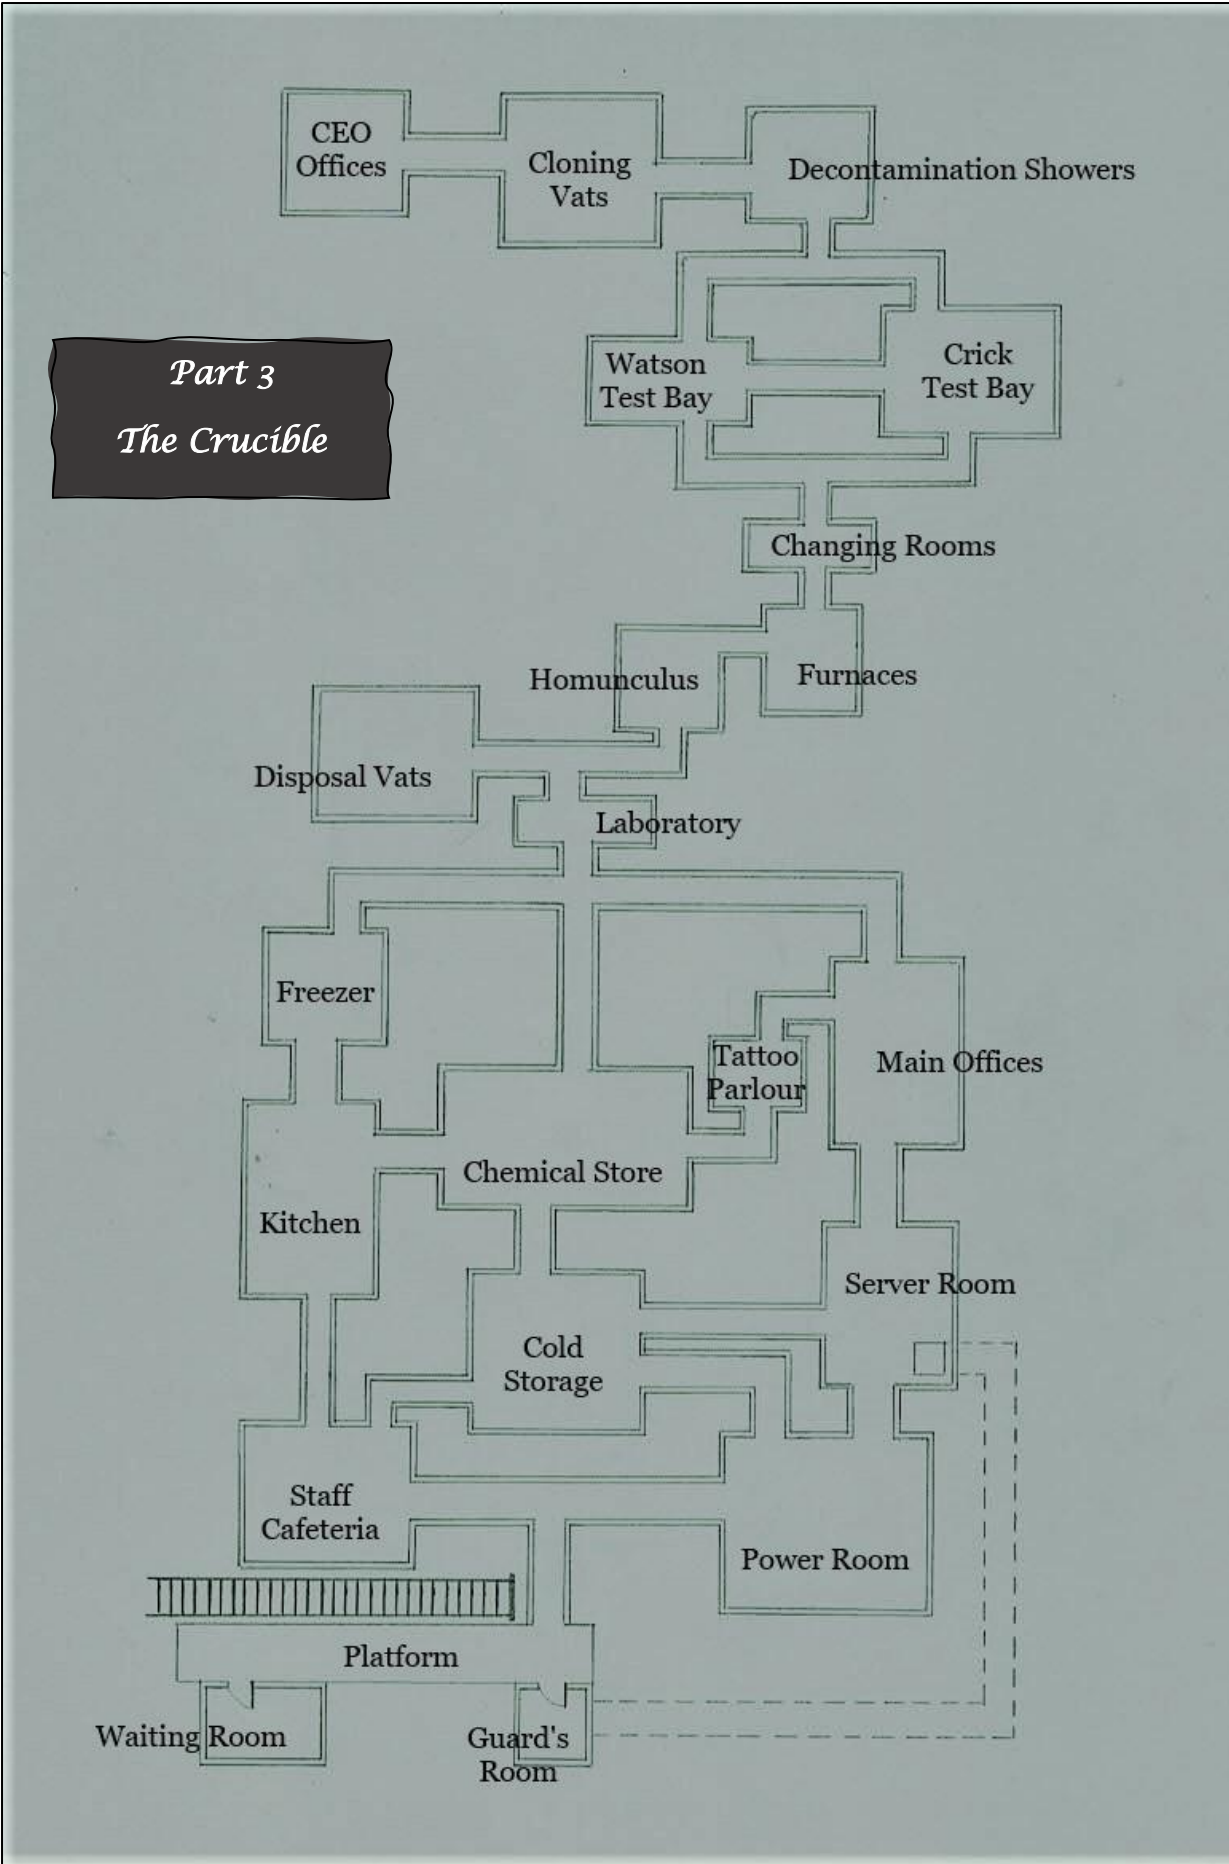 CEO
Offices
Cloning
Vats
Decontamination Showers
Part 3
The Crucible
Watson
Test Bay
Crick
Test Bay
Changing Rooms
Homunculus
Furnaces
Disposal Vats
Laboratory
Freezer
Tattoo
Parlour
Main Offices
Chemical Store
Kitchen
Server Room
Cold
Storage
Staff
Cafeteria
Power Room
Platform
Waiting Room
Guard's
Room